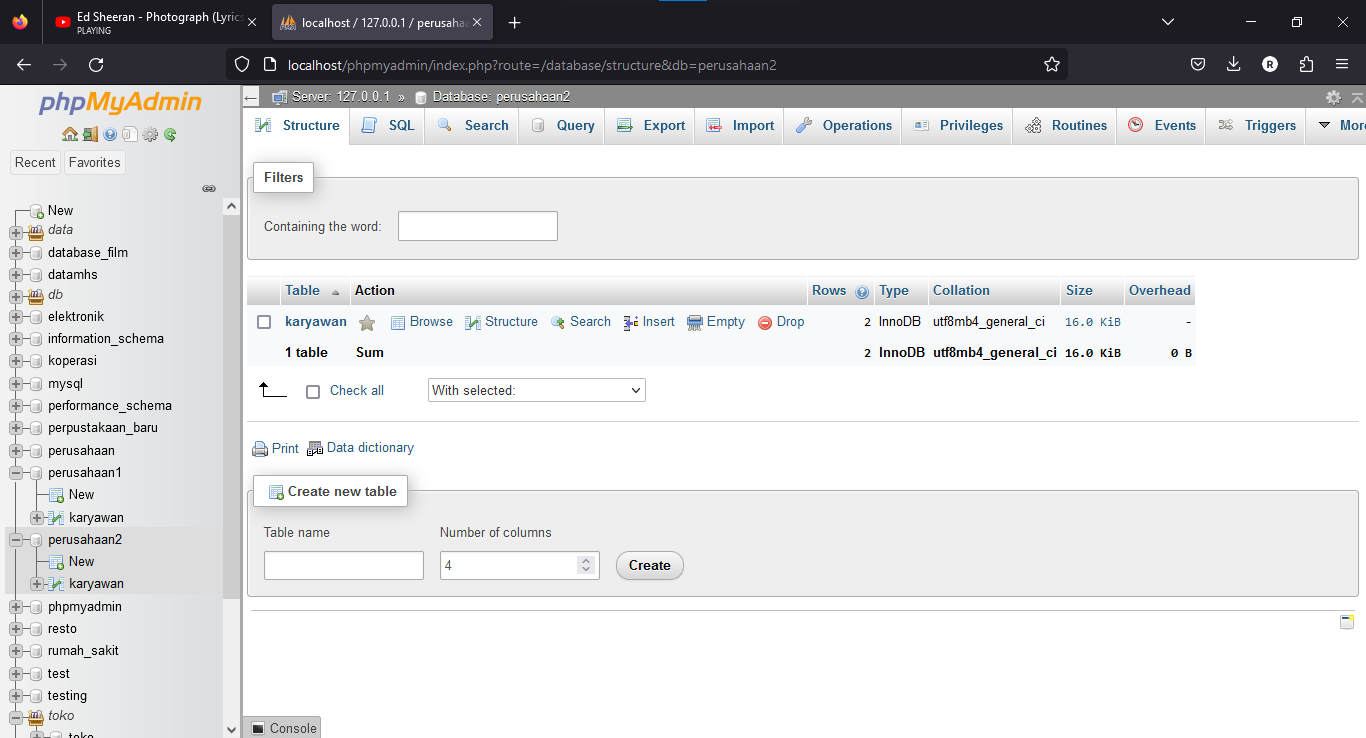 Ed Sheeran - Photograph (Lyrics
PLAYING
localhost / 127.0.0.1 / perusahaa
localhost/phpmyadmin/index.php?route=/database/structure&db=perusahaan2
R
phpMyAdmin
Recent Favorites
New
data
database_film
datamhs
db
elektronik
information_schema
koperasi
mysql
performance_schema
perpustakaan_baru
perusahaan
perusahaan1
New
karyawan
perusahaan2
New
karyawan
phpmyadmin
resto
rumah_sakit
test
testing
toko
toko
Server: 127.0.0.1 » Database: perusahaan2
Structure SQL Search Query Export Import Operations Privileges Routines Events Triggers More
Filters
Containing the word:
Table Action Rows Type Collation Size Overhead
karyawan Browse Structure Search Insert Empty Drop 2 InnoDB utf8mb4_general_ci 16.0 KiB -
1 table Sum 2 InnoDB utf8mb4_general_ci 16.0 KiB 0 B
Check all With selected:
Print Data dictionary
Create new table
Table name Number of columns
4 Create
Console